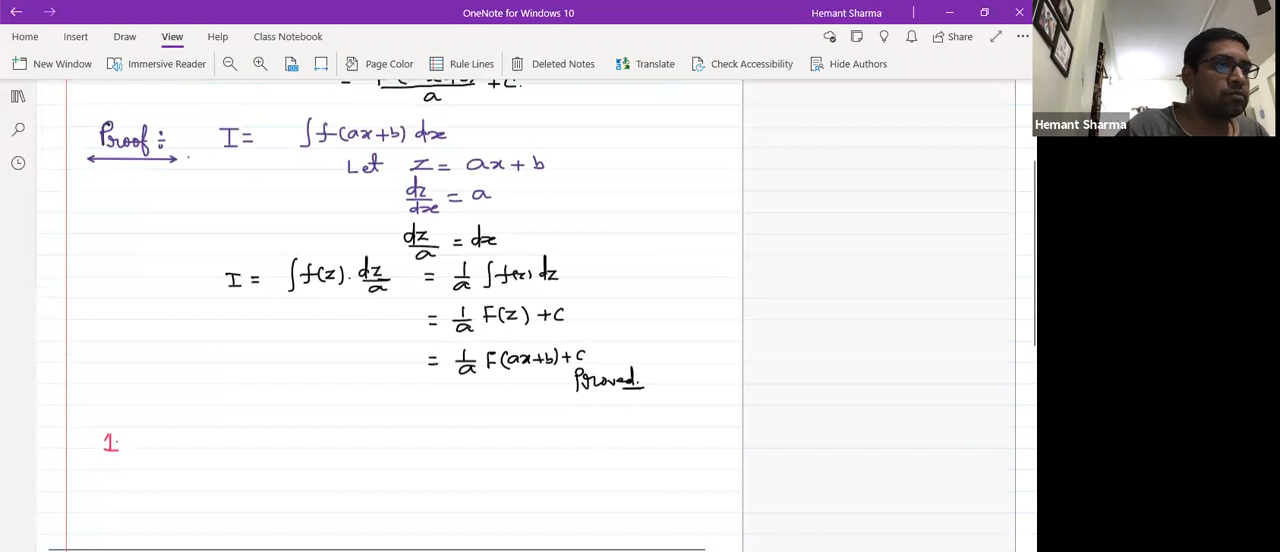 OneNote for Windows 10
Hemant Sharma
Home Insert Draw View Help Class Notebook
Share
New Window Immersive Reader Page Color Rule Lines Deleted Notes Translate Check Accessibility Hide Authors
Hemant Sharma
a + C.
Proof : I = ∫f(ax+b) dx
Let z = ax + b
dz/dx = a
dz/a = dx
I = ∫f(z). dz/a = 1/a ∫f(z) dz
= 1/a F(z) + C
= 1/a F(ax+b) + C
Proved.
1.